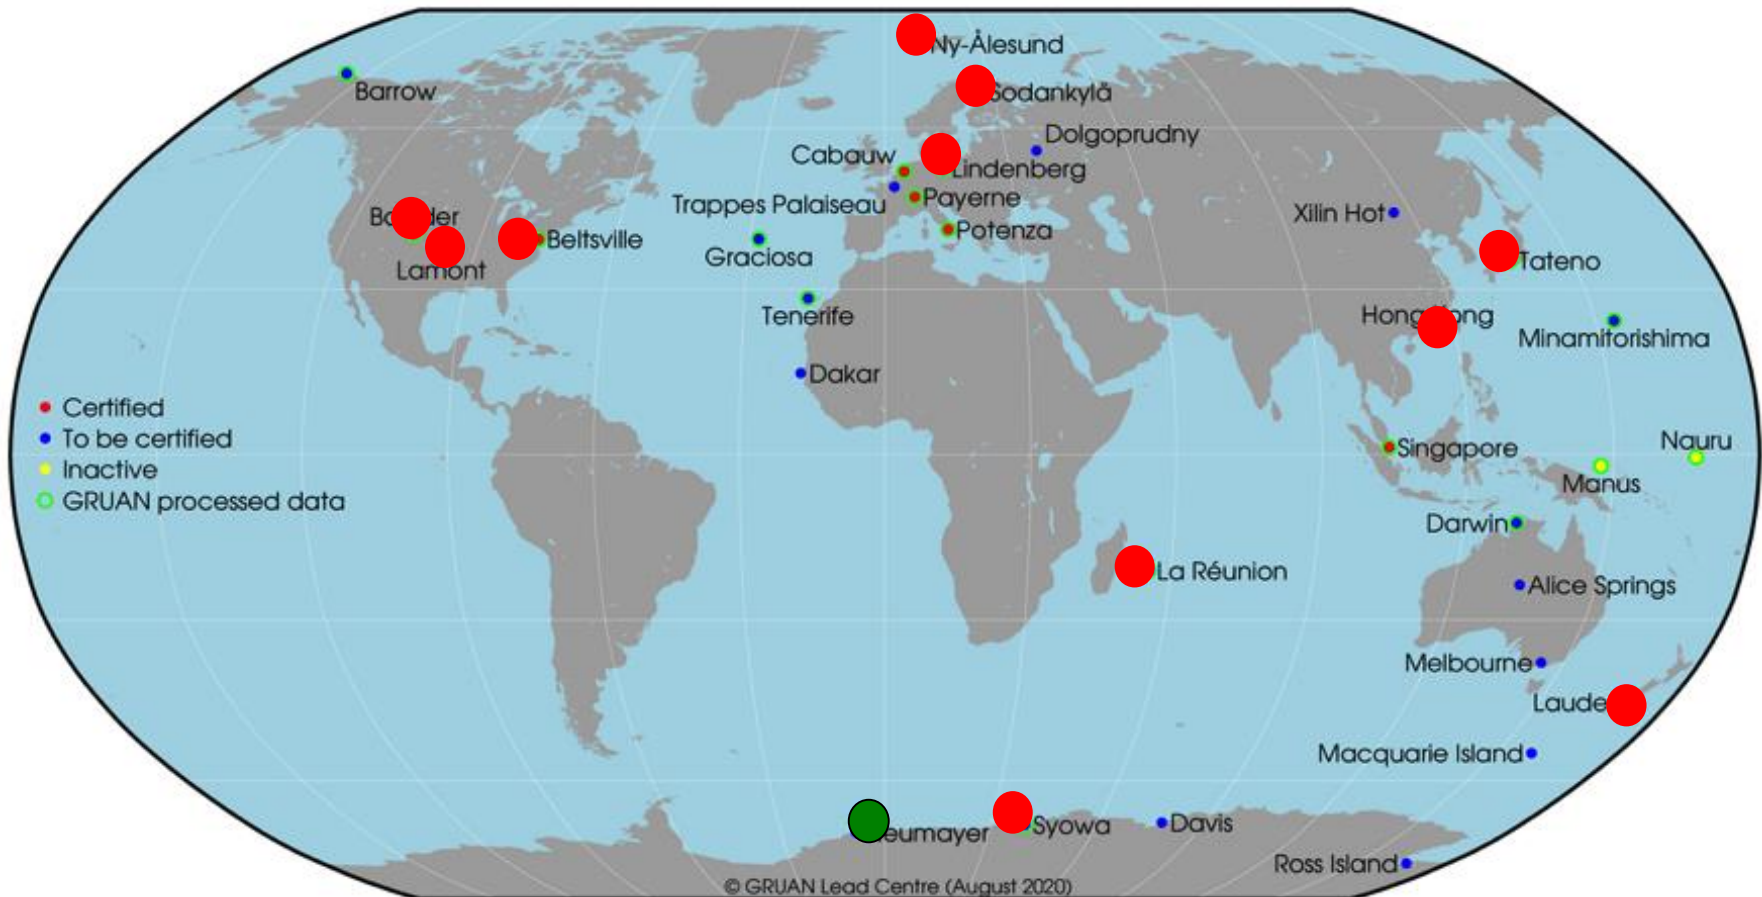 Ny-Ålesund
Barrow
Sodankylä
Dolgoprudny
Cabauw
Lindenberg
Trappes Palaiseau
Payerne
Xilin Hot
Potenza
Beltsville
Graciosa
Lamont
Tateno
Tenerife
Minamitorishima
Dakar
Certified
To be certified
Inactive
GRUAN processed data
Singapore
Nauru
Manus
Darwin
La Réunion
Alice Springs
Melbourne
Macquarie Island
Syowa
Davis
Ross Island
© GRUAN Lead Centre (August 2020)